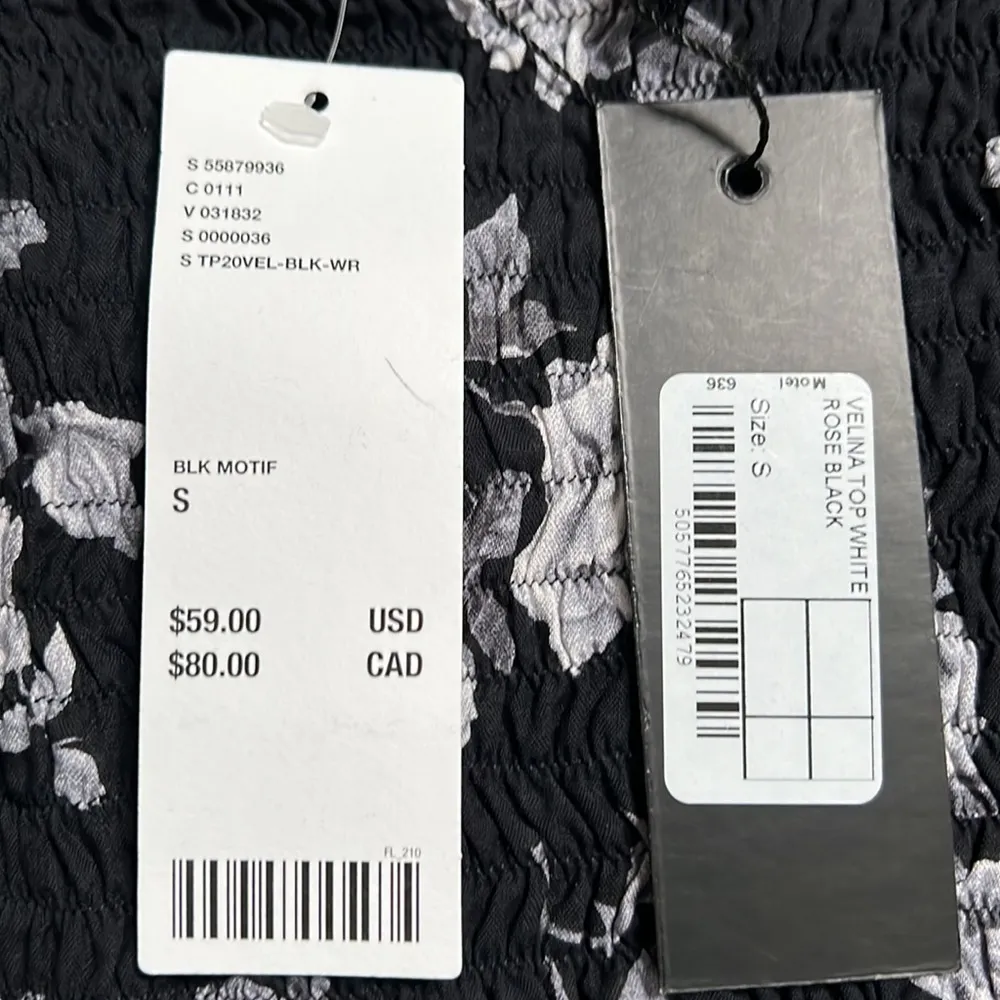 S 55879936
C 0111
V 031832
S 0000036
S TP20VEL-BLK-WR
BLK MOTIF
S
$59.00 USD
$80.00 CAD
FL_210
VELINA TOP WHITE
ROSE BLACK
Size: S
5057765232479
Motel
636